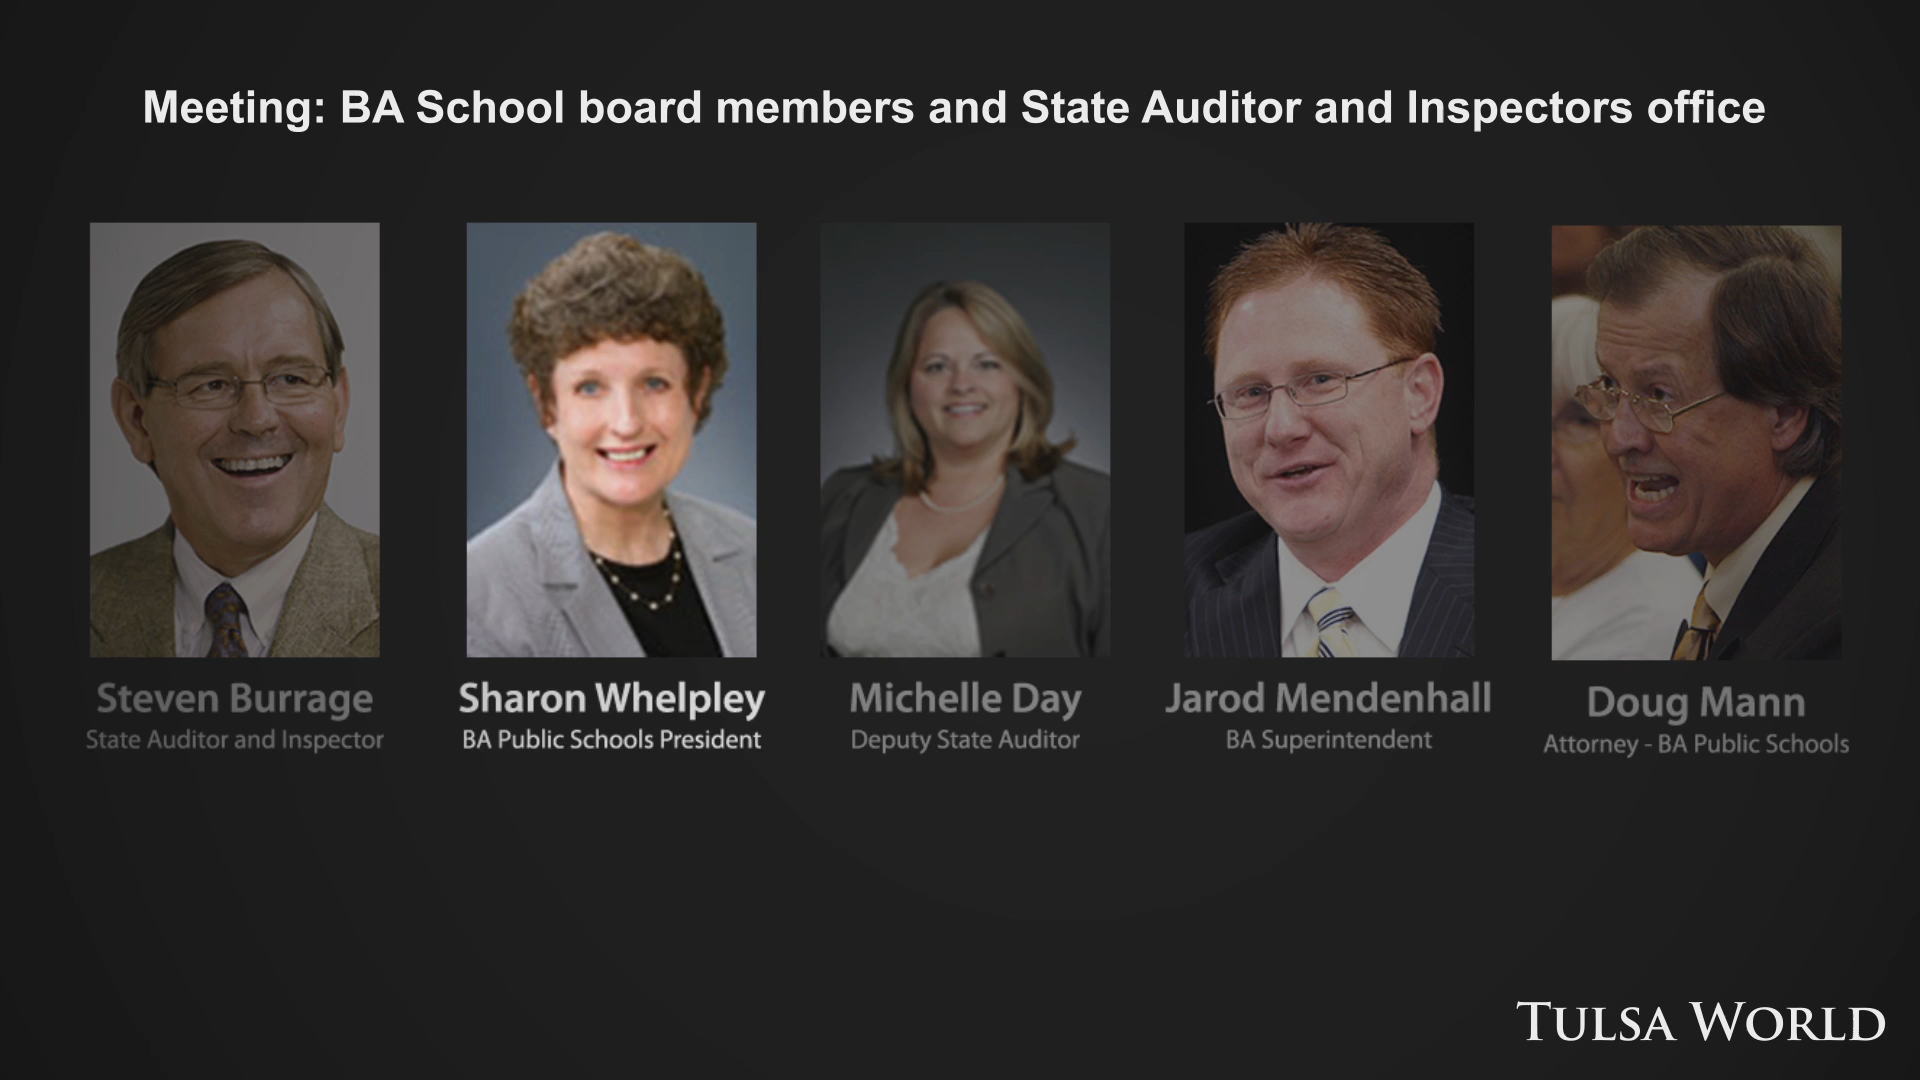 Meeting: BA School board members and State Auditor and Inspectors office
Steven Burrage
State Auditor and Inspector
Sharon Whelpley
BA Public Schools President
Michelle Day
Deputy State Auditor
Jarod Mendenhall
BA Superintendent
Doug Mann
Attorney - BA Public Schools
TULSA WORLD